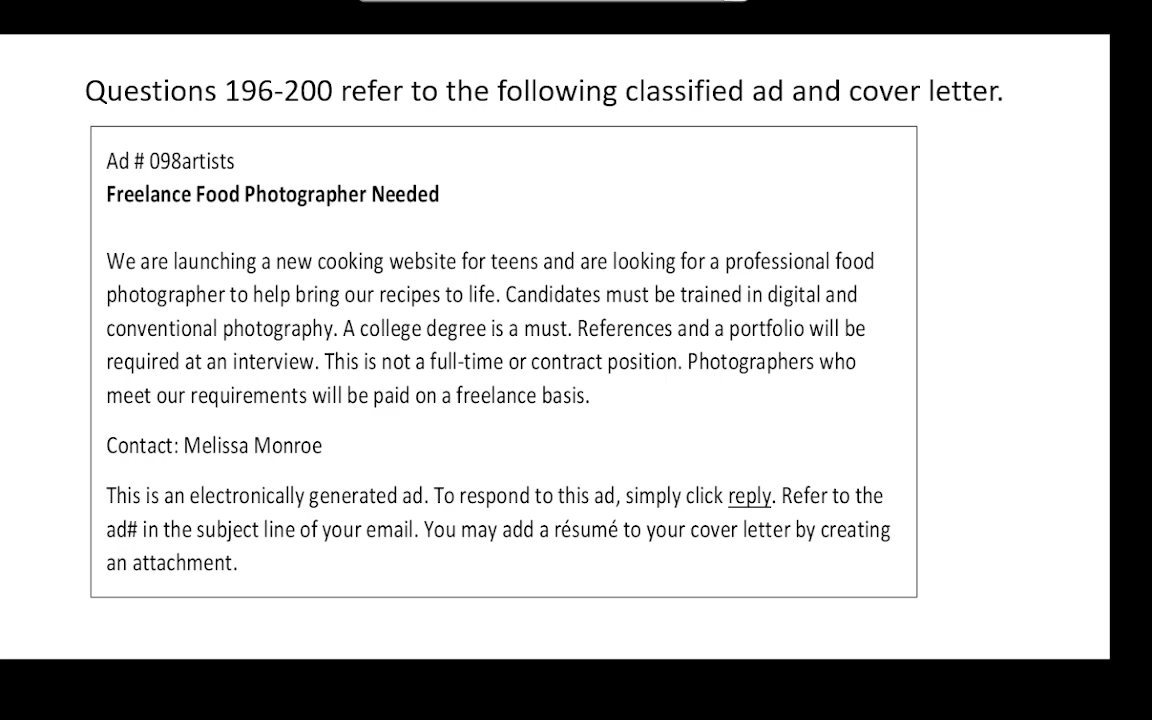 Questions 196-200 refer to the following classified ad and cover letter.
Ad # 098artists
Freelance Food Photographer Needed
We are launching a new cooking website for teens and are looking for a professional food
photographer to help bring our recipes to life. Candidates must be trained in digital and
conventional photography. A college degree is a must. References and a portfolio will be
required at an interview. This is not a full-time or contract position. Photographers who
meet our requirements will be paid on a freelance basis.
Contact: Melissa Monroe
This is an electronically generated ad. To respond to this ad, simply click reply. Refer to the
ad# in the subject line of your email. You may add a résumé to your cover letter by creating
an attachment.